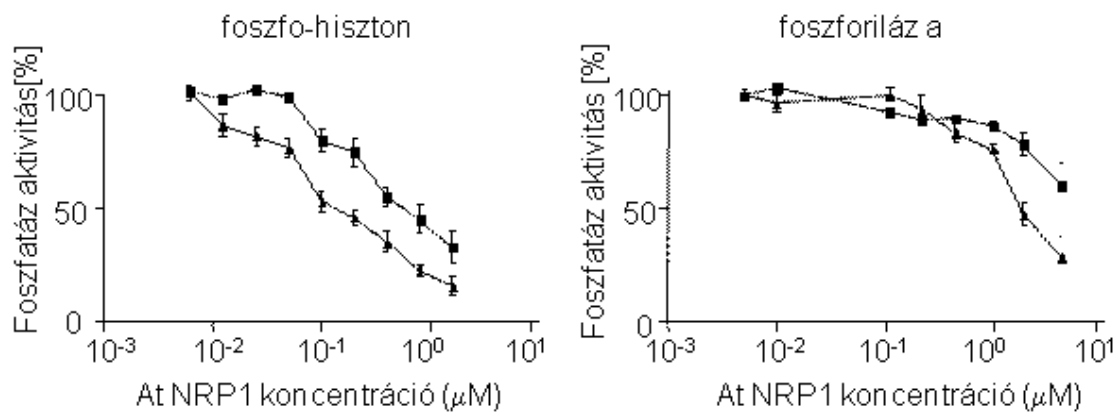 foszfo-hiszton
Foszfatáz aktivitás[%]
100
50
0
10-3
10-2
10-1
100
101
At NRP1 koncentráció (μM)
foszforiláz a
Foszfatáz aktivitás [%]
100
50
0
10-3
10-2
10-1
100
101
At NRP1 koncentráció (μM)